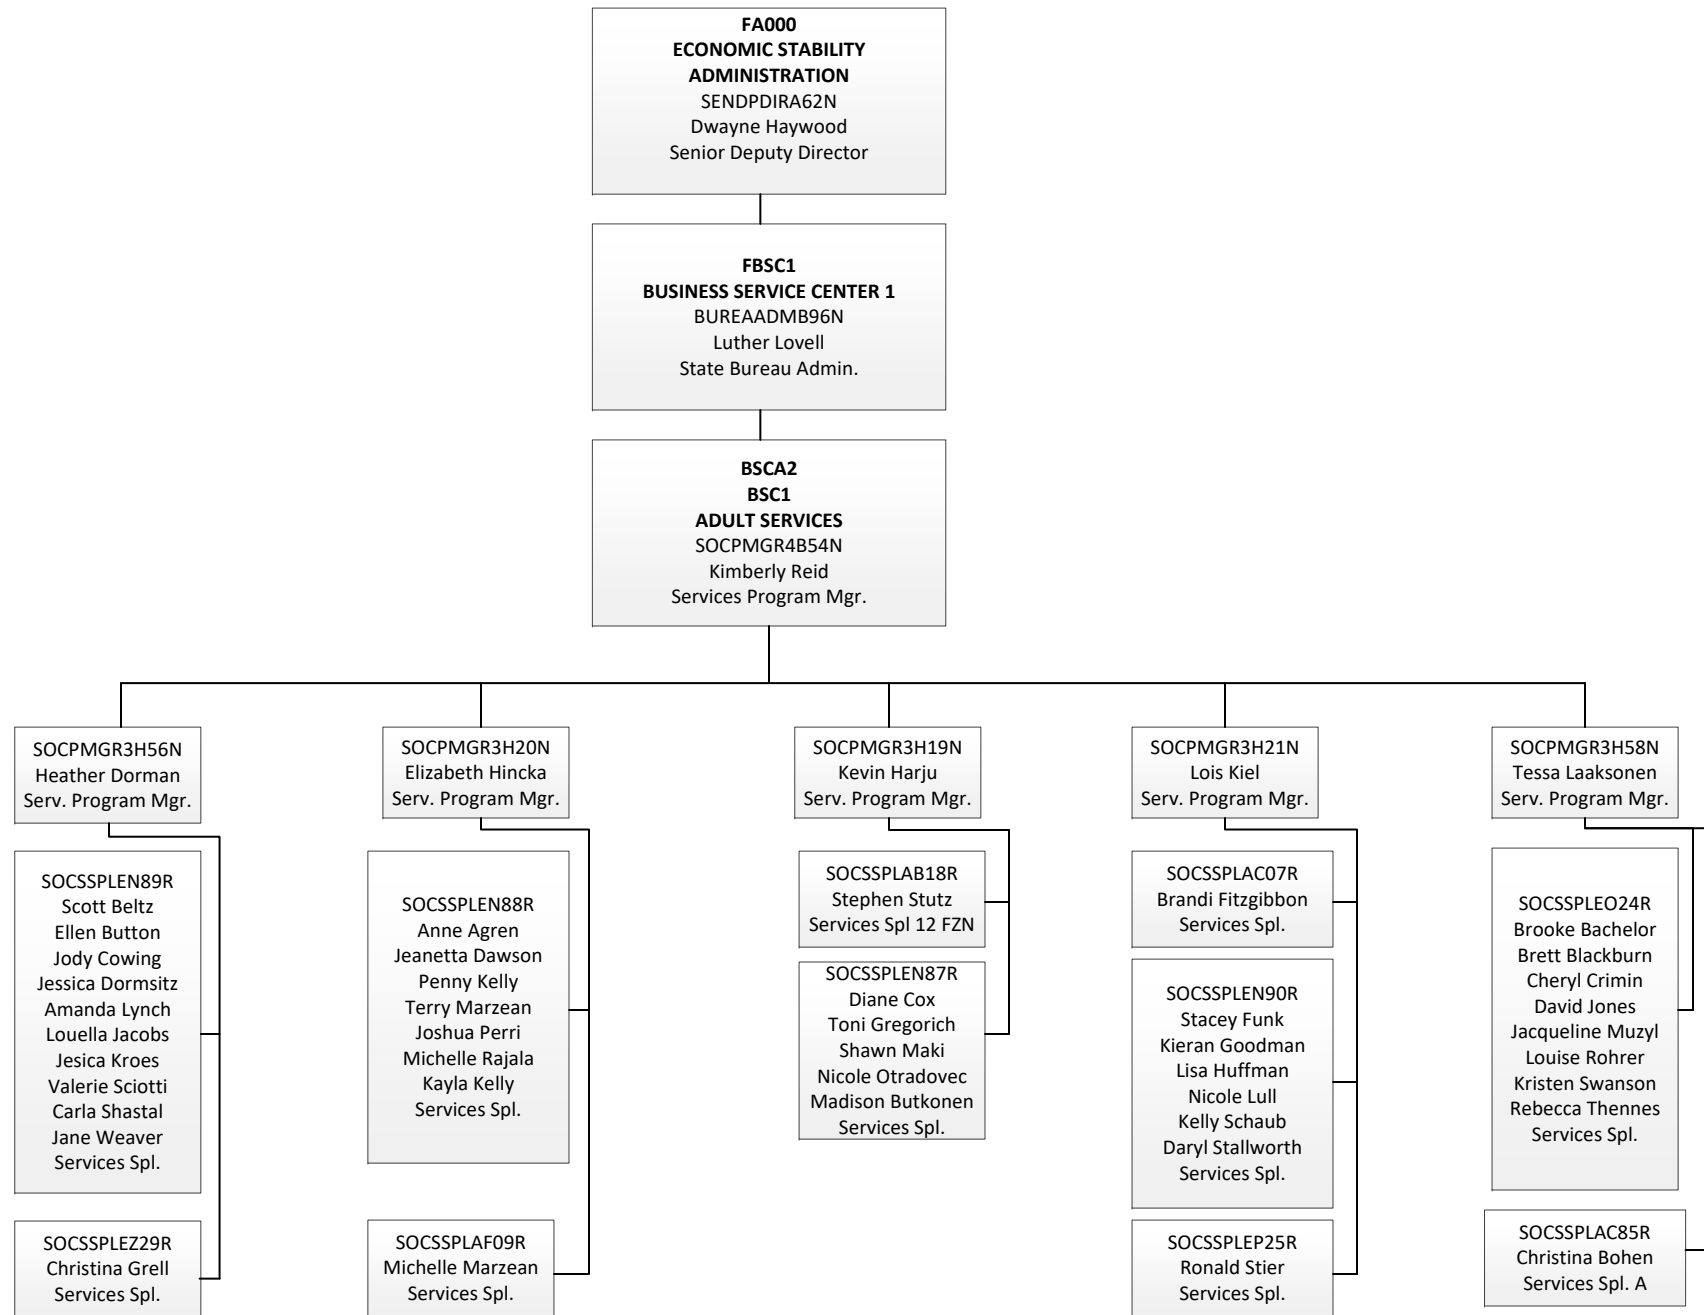 FA000
ECONOMIC STABILITY
ADMINISTRATION
SENDPDIRA62N
Dwayne Haywood
Senior Deputy Director
FBSC1
BUSINESS SERVICE CENTER 1
BUREAADMB96N
Luther Lovell
State Bureau Admin.
BSCA2
BSC1
ADULT SERVICES
SOCPMGR4B54N
Kimberly Reid
Services Program Mgr.
SOCPMGR3H56N
Heather Dorman
Serv. Program Mgr.
SOCSSPLEN89R
Scott Beltz
Ellen Button
Jody Cowing
Jessica Dormsitz
Amanda Lynch
Louella Jacobs
Jesica Kroes
Valerie Sciotti
Carla Shastal
Jane Weaver
Services Spl.
SOCSSPLEZ29R
Christina Grell
Services Spl.
SOCPMGR3H20N
Elizabeth Hincka
Serv. Program Mgr.
SOCSSPLEN88R
Anne Agren
Jeanetta Dawson
Penny Kelly
Terry Marzean
Joshua Perri
Michelle Rajala
Kayla Kelly
Services Spl.
SOCSSPLAF09R
Michelle Marzean
Services Spl.
SOCPMGR3H19N
Kevin Harju
Serv. Program Mgr.
SOCSSPLAB18R
Stephen Stutz
Services Spl 12 FZN
SOCSSPLEN87R
Diane Cox
Toni Gregorich
Shawn Maki
Nicole Otradovec
Madison Butkonen
Services Spl.
SOCPMGR3H21N
Lois Kiel
Serv. Program Mgr.
SOCSSPLAC07R
Brandi Fitzgibbon
Services Spl.
SOCSSPLEN90R
Stacey Funk
Kieran Goodman
Lisa Huffman
Nicole Lull
Kelly Schaub
Daryl Stallworth
Services Spl.
SOCSSPLEP25R
Ronald Stier
Services Spl.
SOCPMGR3H58N
Tessa Laaksonen
Serv. Program Mgr.
SOCSSPLEO24R
Brooke Bachelor
Brett Blackburn
Cheryl Crimin
David Jones
Jacqueline Muzyl
Louise Rohrer
Kristen Swanson
Rebecca Thennes
Services Spl.
SOCSSPLAC85R
Christina Bohen
Services Spl. A